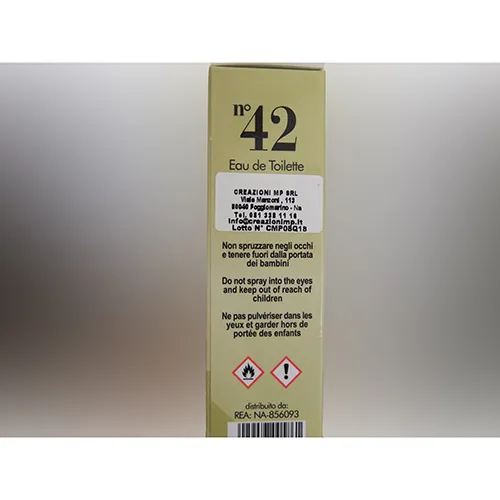 n° 42
Eau de Toilette
CREAZIONI MP SRL
Viale Manzoni , 113
80040 Poggiomarino - Na
Tel. 081 338 11 16
info@creazionimp.it
Lotto N° CMP08Q18
Non spruzzare negli occhi
e tenere fuori dalla portata
dei bambini
Do not spray into the eyes
and keep out of reach of
children
Ne pas pulvériser dans les
yeux et garder hors de
portée des enfants
distribuito da:
REA: NA-856093